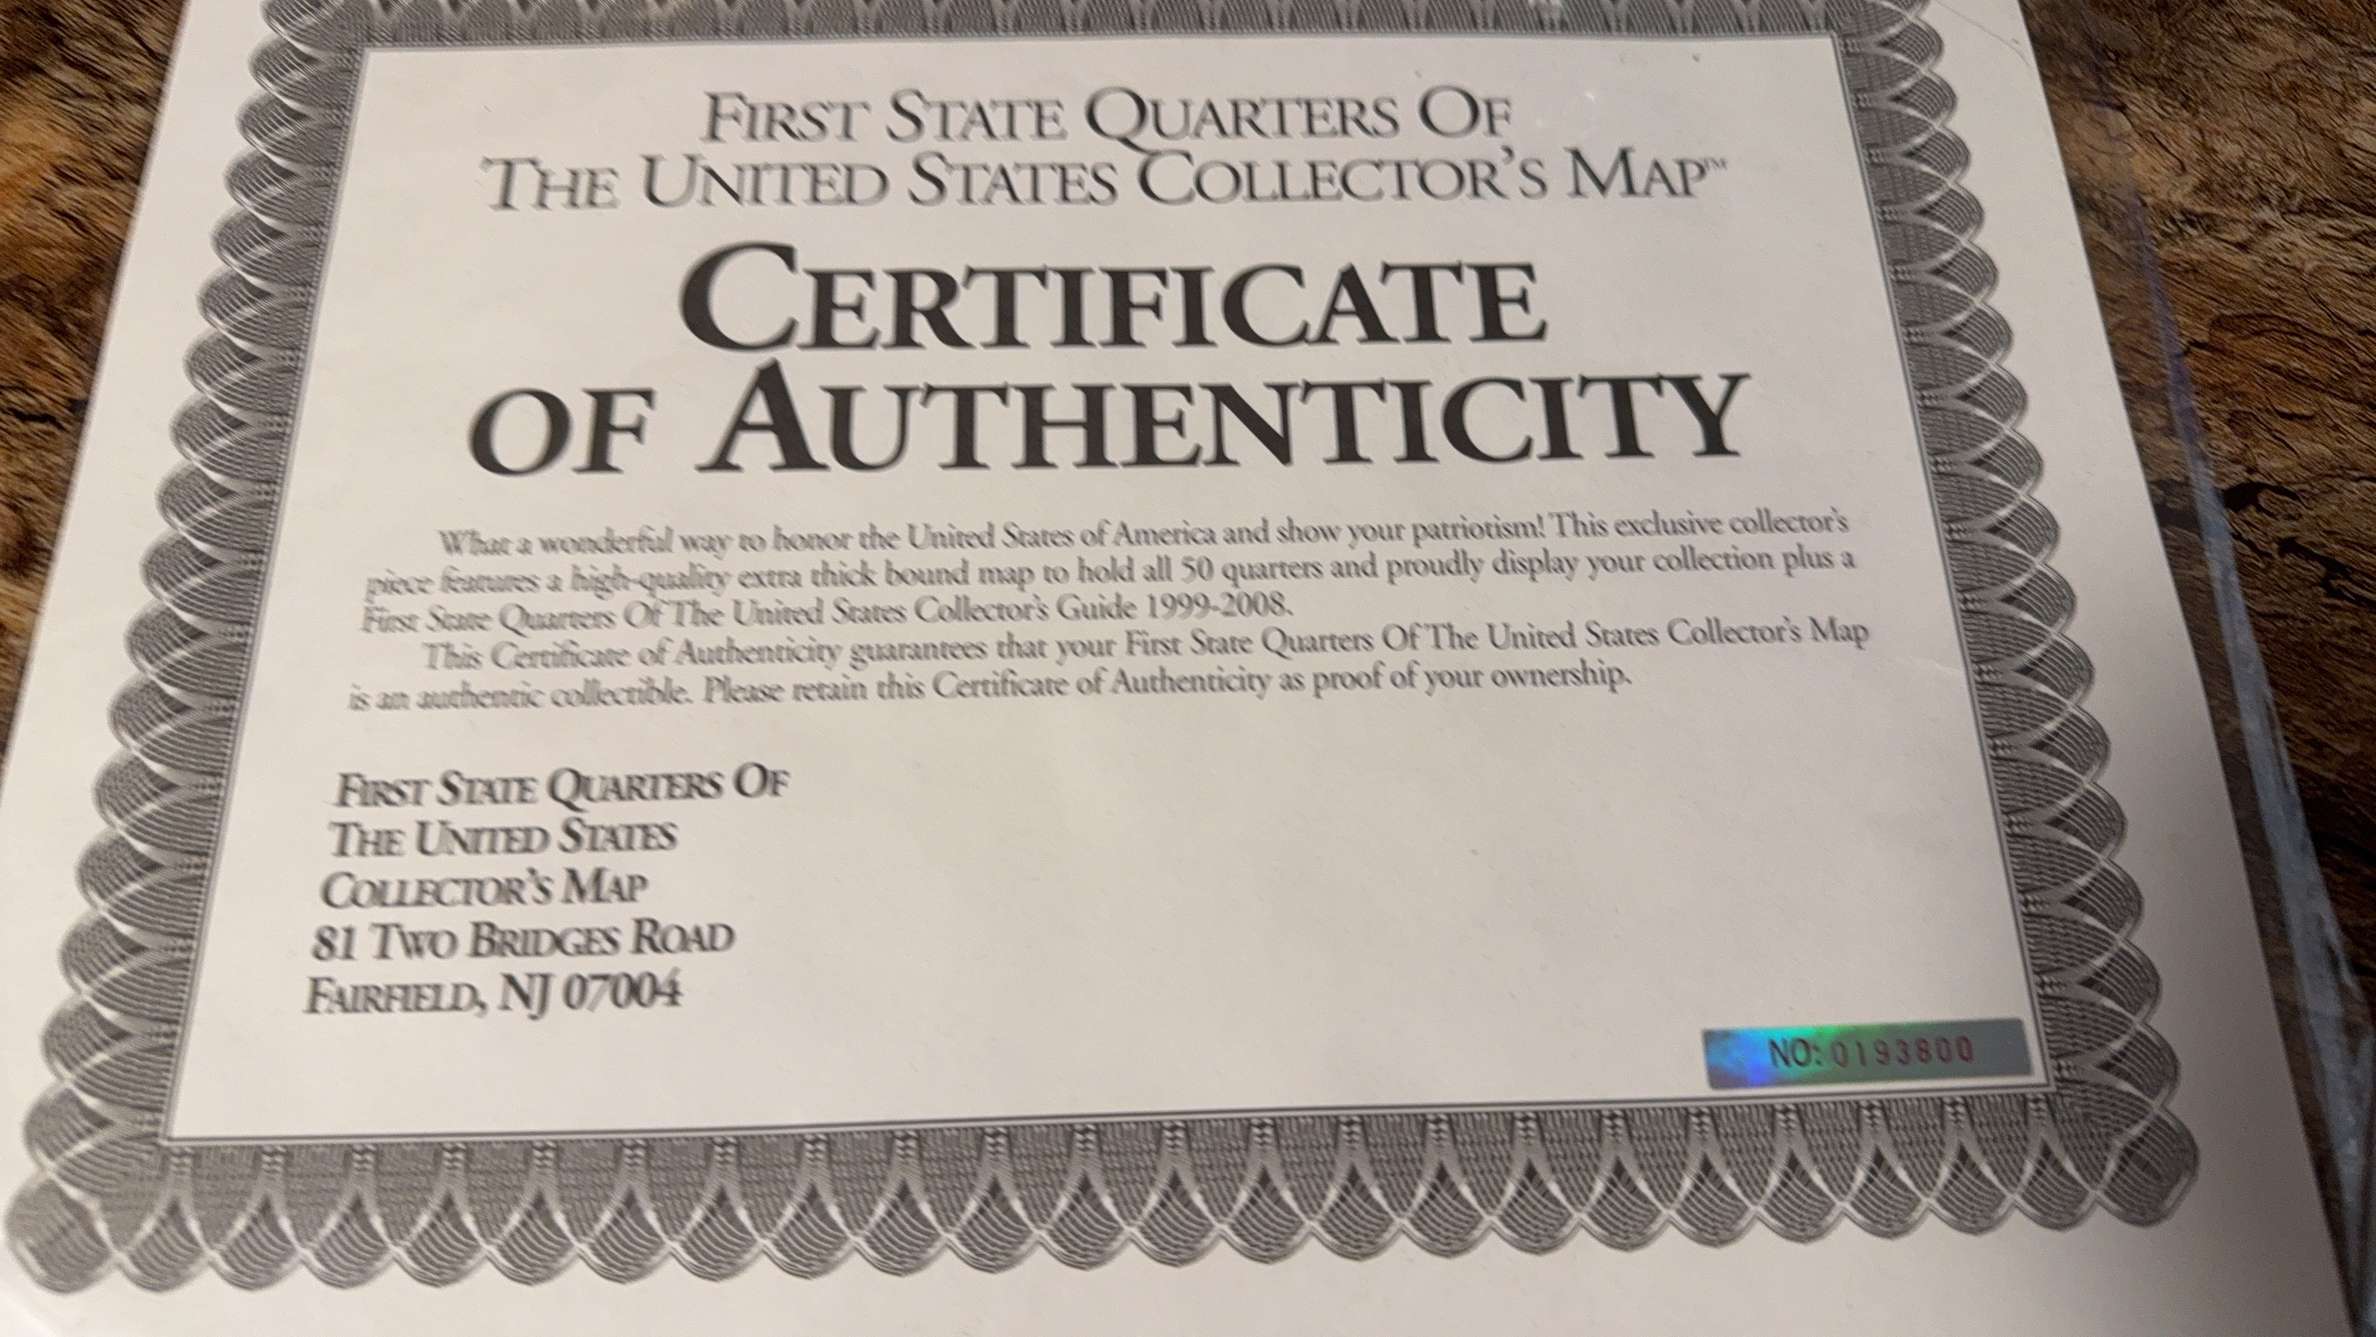 FIRST STATE QUARTERS OF
THE UNITED STATES COLLECTOR'S MAP™
CERTIFICATE
OF AUTHENTICITY
What a wonderful way to honor the United States of America and show your patriotism! This exclusive collector's
piece features a high-quality extra thick bound map to hold all 50 quarters and proudly display your collection plus a
First State Quarters Of The United States Collector's Guide 1999-2008.
This Certificate of Authenticity guarantees that your First State Quarters Of The United States Collector's Map
is an authentic collectible. Please retain this Certificate of Authenticity as proof of your ownership.
FIRST STATE QUARTERS OF
THE UNITED STATES
COLLECTOR'S MAP
81 TWO BRIDGES ROAD
FAIRFIELD, NJ 07004
NO: 0193800